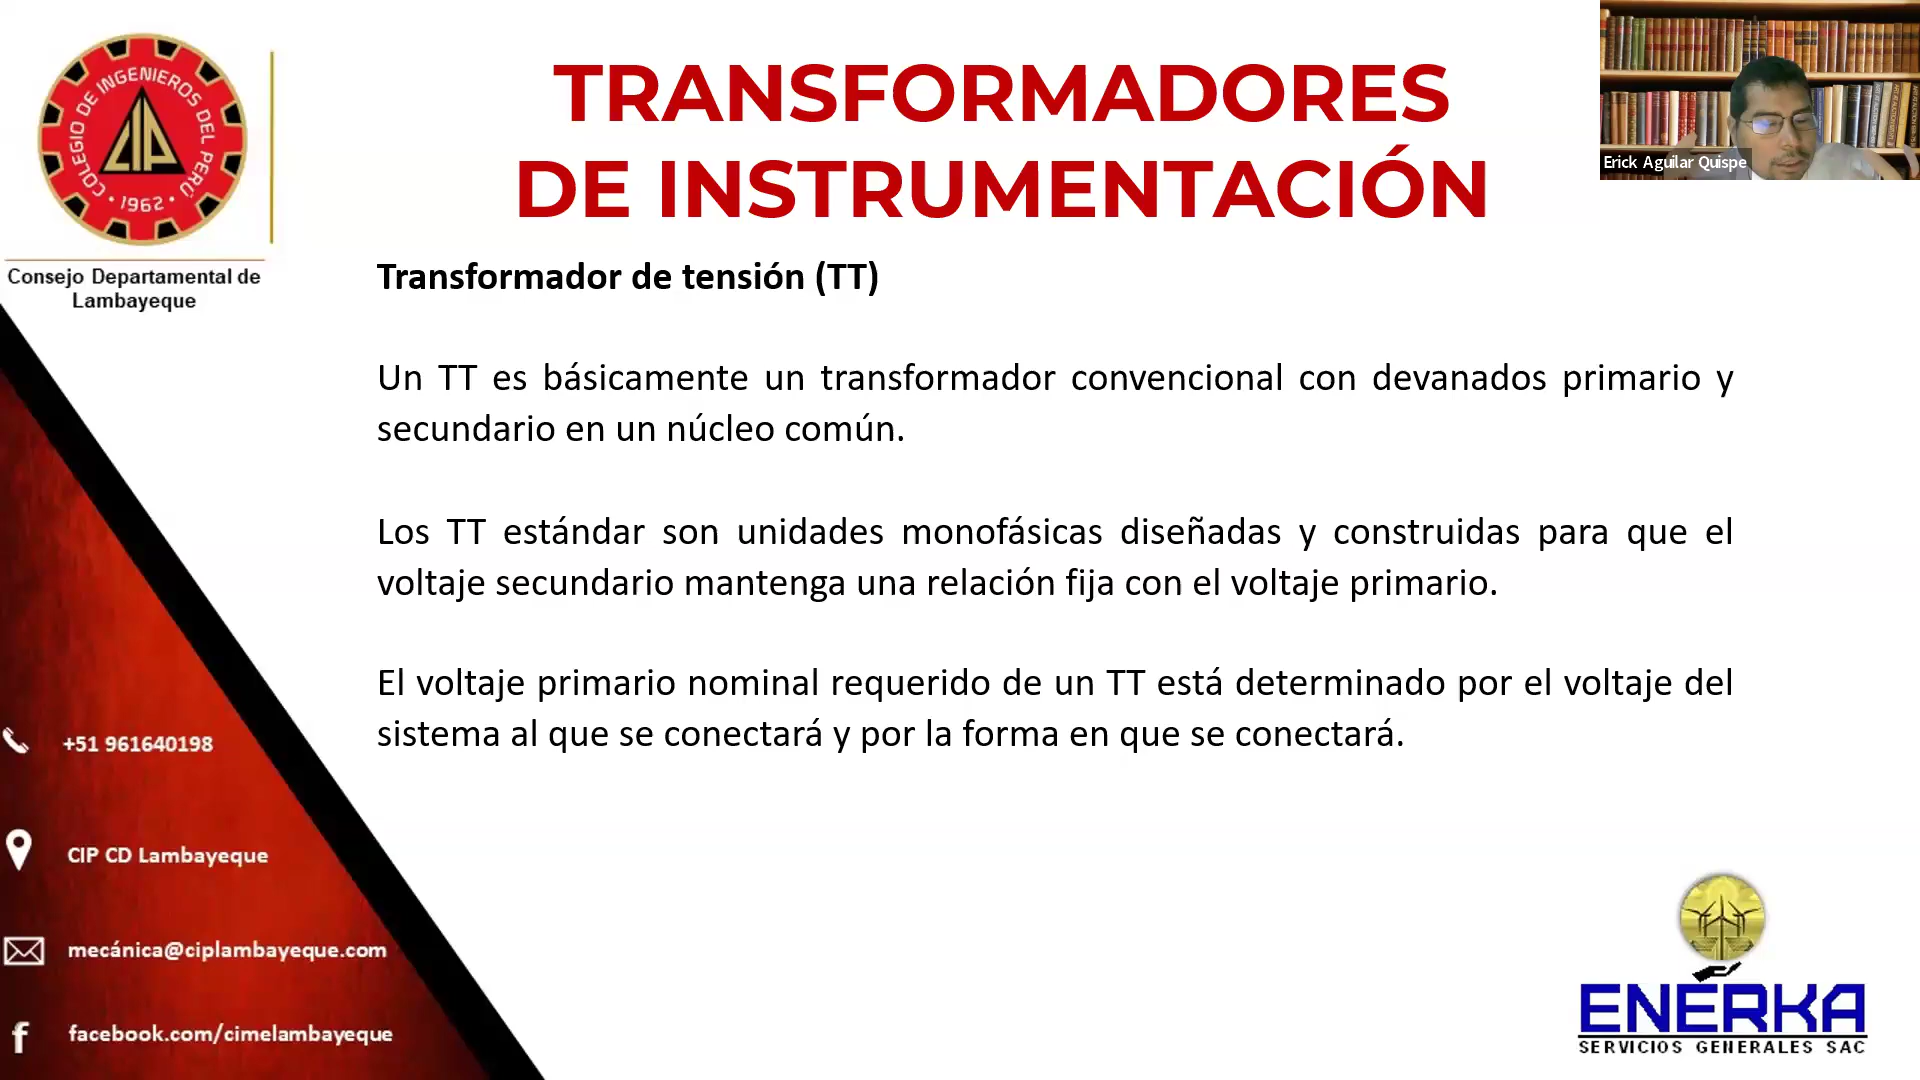 COLEGIO DE INGENIEROS DEL PERÚ
CIP
• 1962 •
Consejo Departamental de
Lambayeque
TRANSFORMADORES
DE INSTRUMENTACIÓN
Erick Aguilar Quispe
Transformador de tensión (TT)
Un TT es básicamente un transformador convencional con devanados primario y
secundario en un núcleo común.
Los TT estándar son unidades monofásicas diseñadas y construidas para que el
voltaje secundario mantenga una relación fija con el voltaje primario.
El voltaje primario nominal requerido de un TT está determinado por el voltaje del
sistema al que se conectará y por la forma en que se conectará.
+51 961640198
CIP CD Lambayeque
mecánica@ciplambayeque.com
facebook.com/cimelambayeque
ENERKA
SERVICIOS GENERALES SAC